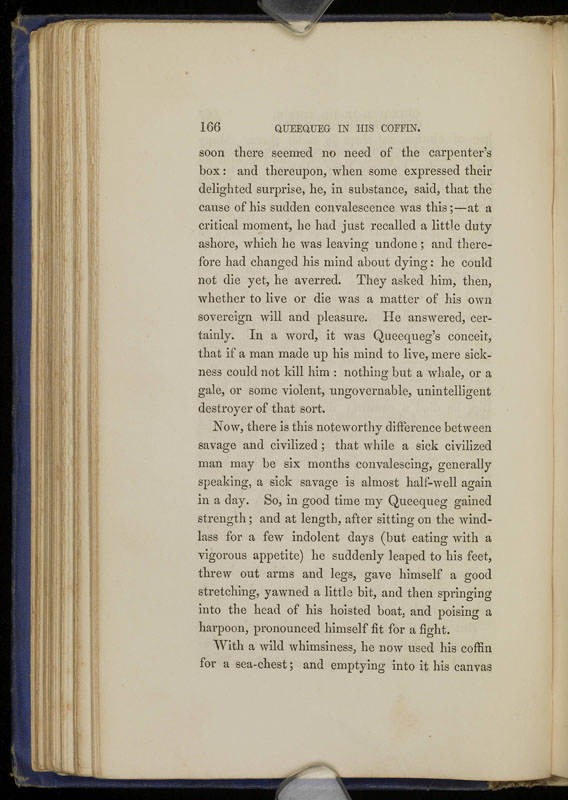 166 QUEEQUEG IN HIS COFFIN.
soon there seemed no need of the carpenter's
box: and thereupon, when some expressed their
delighted surprise, he, in substance, said, that the
cause of his sudden convalescence was this;—at a
critical moment, he had just recalled a little duty
ashore, which he was leaving undone; and there-
fore had changed his mind about dying: he could
not die yet, he averred. They asked him, then,
whether to live or die was a matter of his own
sovereign will and pleasure. He answered, cer-
tainly. In a word, it was Queequeg's conceit,
that if a man made up his mind to live, mere sick-
ness could not kill him: nothing but a whale, or a
gale, or some violent, ungovernable, unintelligent
destroyer of that sort.
Now, there is this noteworthy difference between
savage and civilized; that while a sick civilized
man may be six months convalescing, generally
speaking, a sick savage is almost half-well again
in a day. So, in good time my Queequeg gained
strength; and at length, after sitting on the wind-
lass for a few indolent days (but eating with a
vigorous appetite) he suddenly leaped to his feet,
threw out arms and legs, gave himself a good
stretching, yawned a little bit, and then springing
into the head of his hoisted boat, and poising a
harpoon, pronounced himself fit for a fight.
With a wild whimsiness, he now used his coffin
for a sea-chest; and emptying into it his canvas